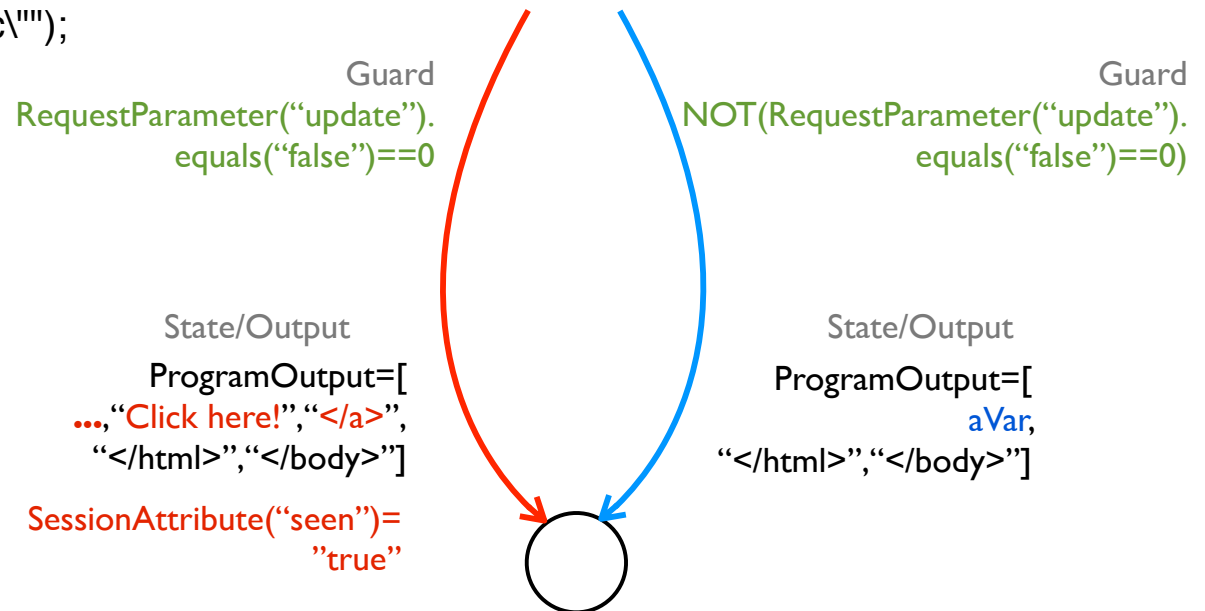 c\"");
Guard
RequestParameter(“update”).
equals(“false”)==0
Guard
NOT(RequestParameter(“update”).
equals(“false”)==0)
State/Output
ProgramOutput=[
...,“Click here!”,“</a>”,
“</html>”,“</body>”]
SessionAttribute(“seen”)=
”true”
State/Output
ProgramOutput=[
aVar,
“</html>”,“</body>”]